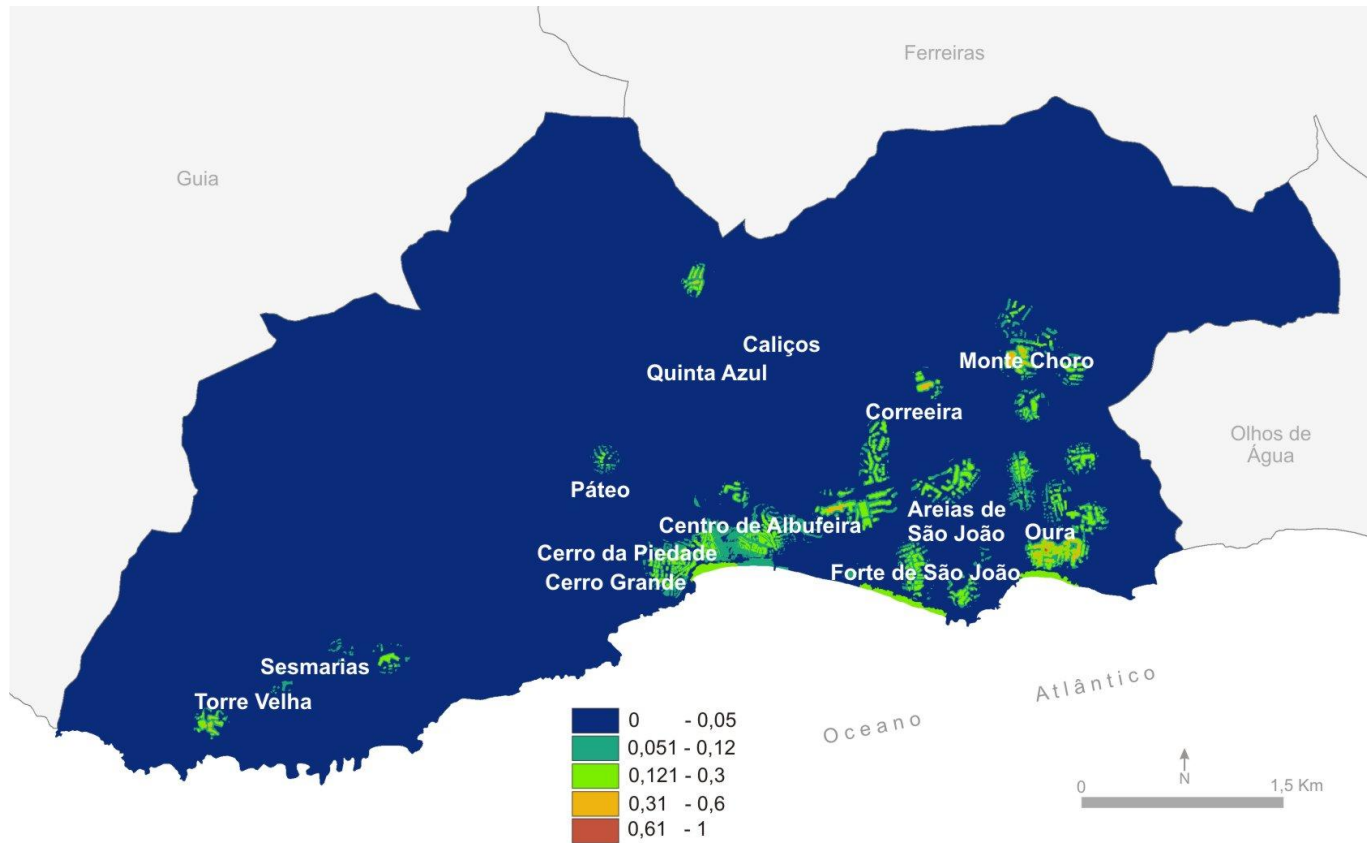 Ferreiras
Guia
Caliços
Quinta Azul
Monte Choro
Correeira
Olhos de
Água
Páteo
Centro de Albufeira
Areias de
São João
Oura
Cerro da Piedade
Cerro Grande
Forte de São João
Sesmarias
Torre Velha
Oceano Atlântico
0 - 0,05
0,051 - 0,12
0,121 - 0,3
0,31 - 0,6
0,61 - 1
N
0 1,5 Km